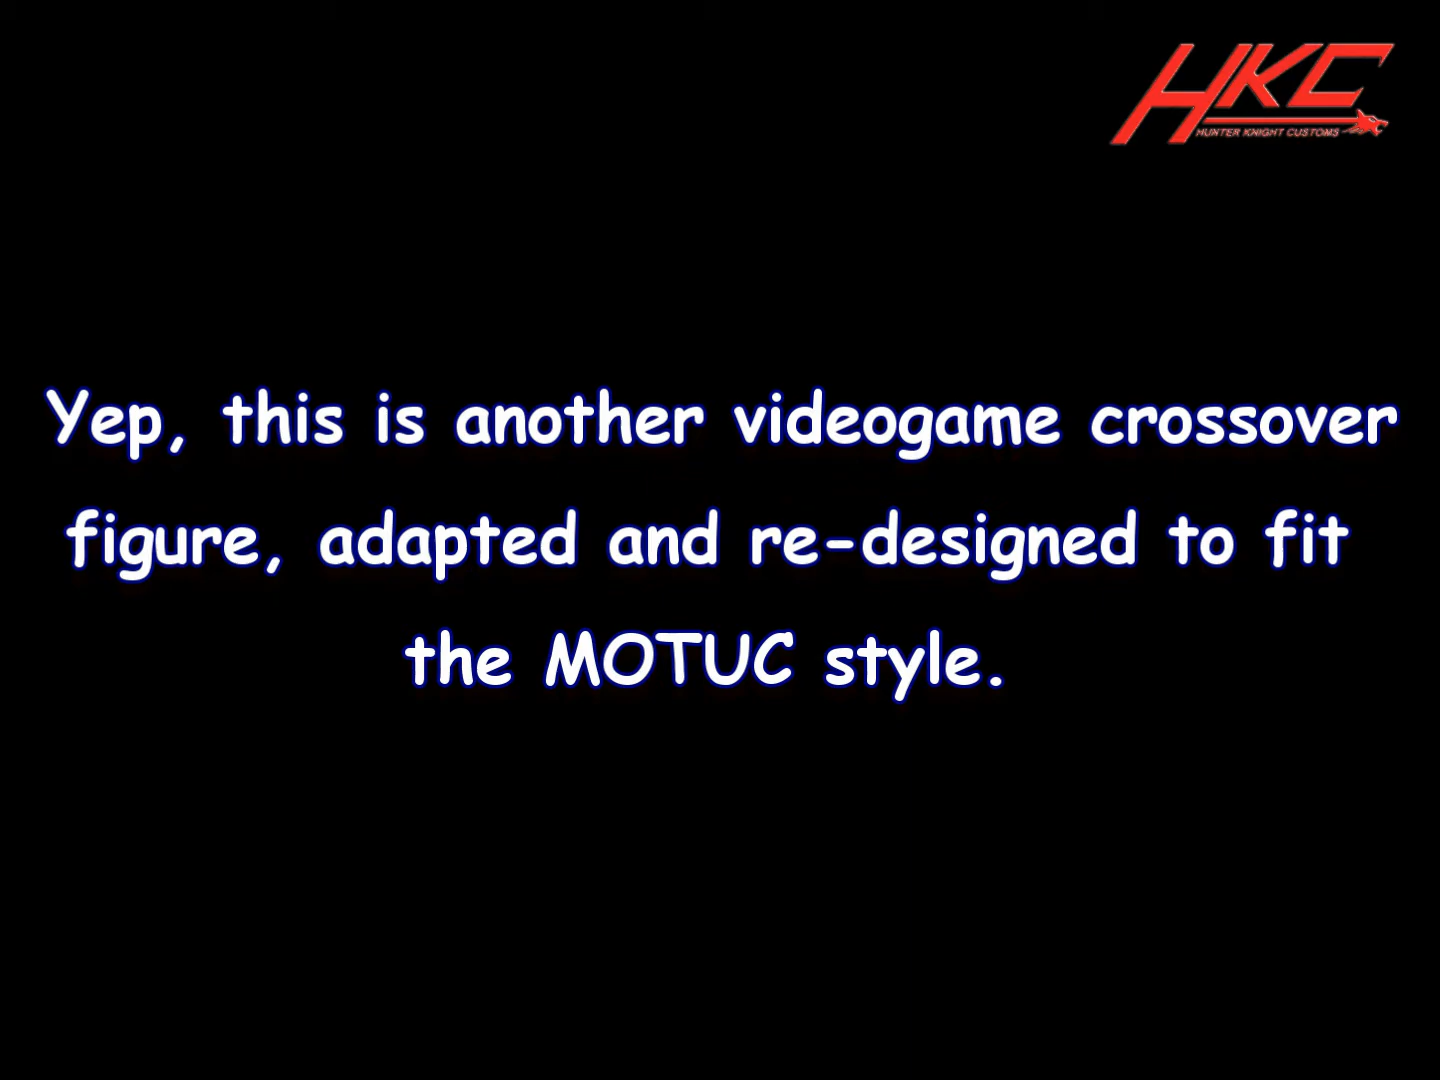 HKC
HUNTER KNIGHT CUSTOMS
Yep, this is another videogame crossover
figure, adapted and re-designed to fit
the MOTUC style.